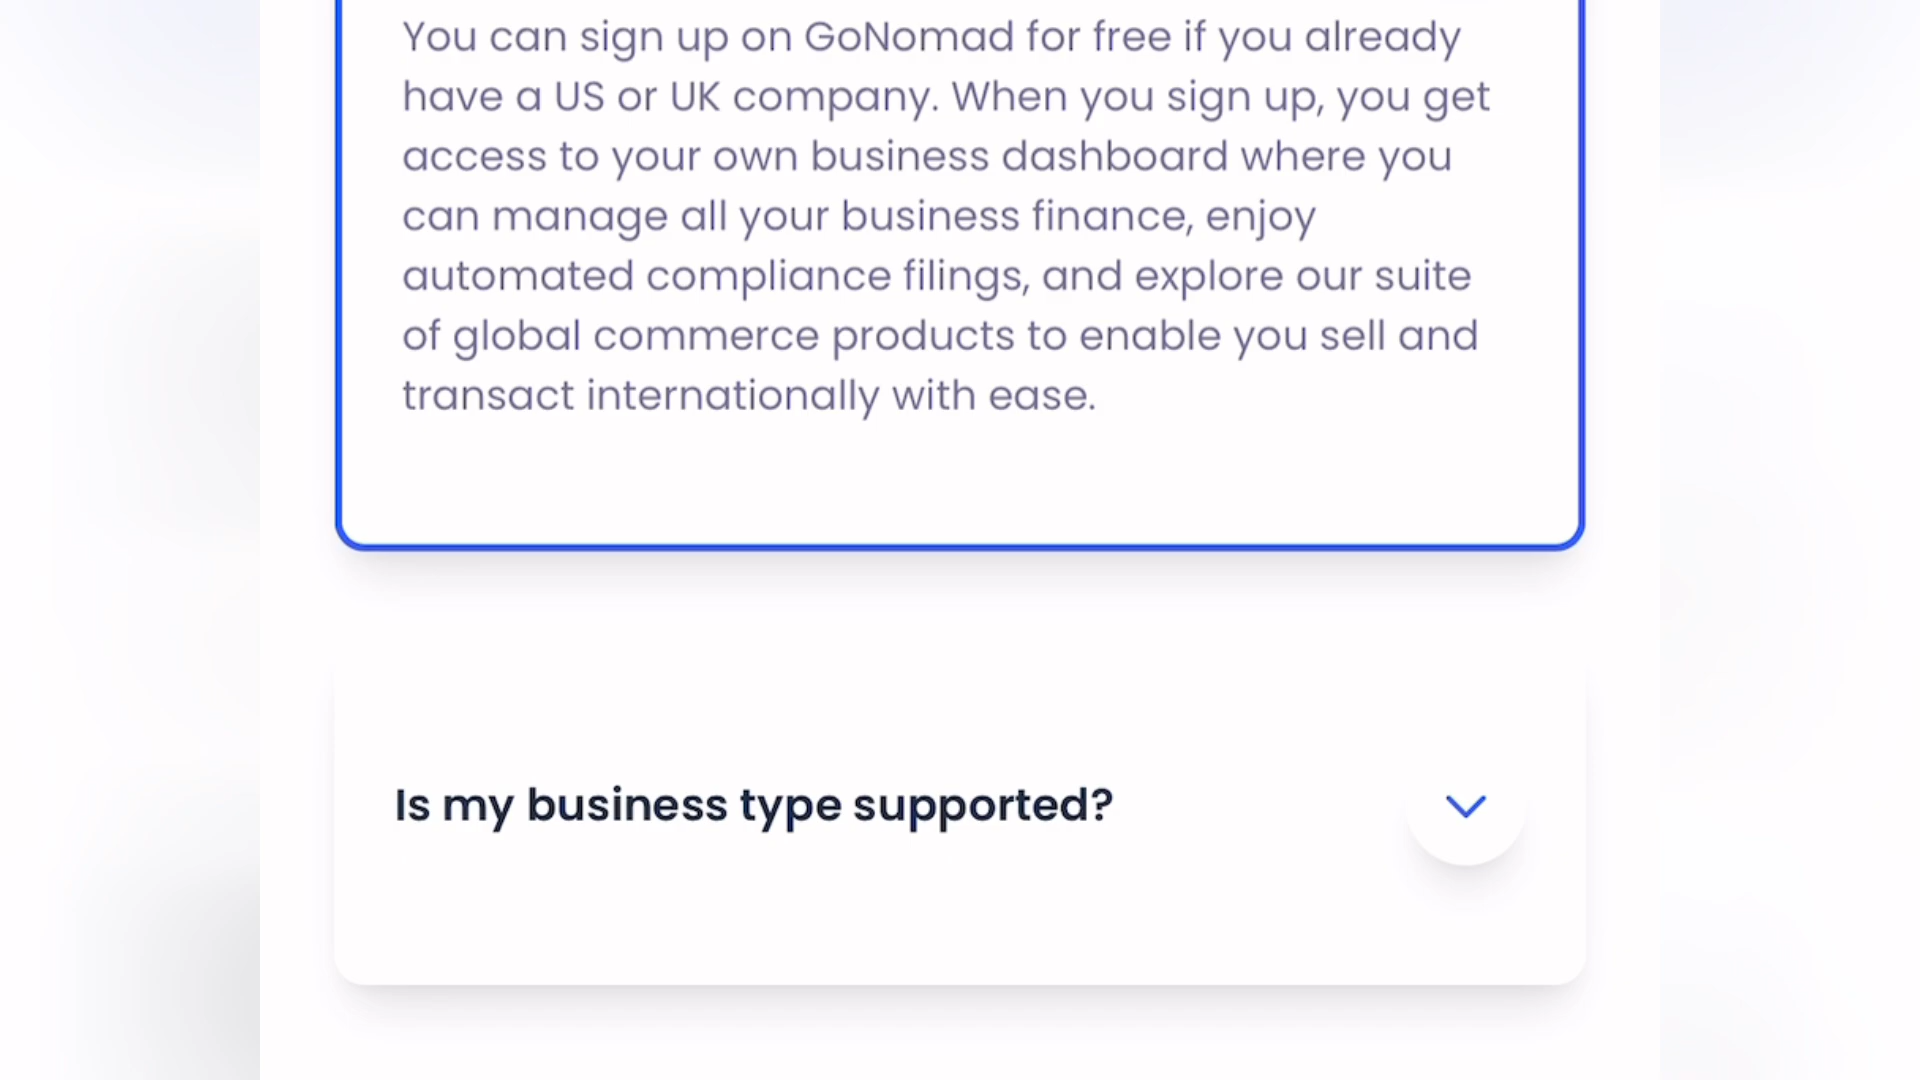 You can sign up on GoNomad for free if you already
have a US or UK company. When you sign up, you get
access to your own business dashboard where you
can manage all your business finance, enjoy
automated compliance filings, and explore our suite
of global commerce products to enable you sell and
transact internationally with ease.
Is my business type supported?